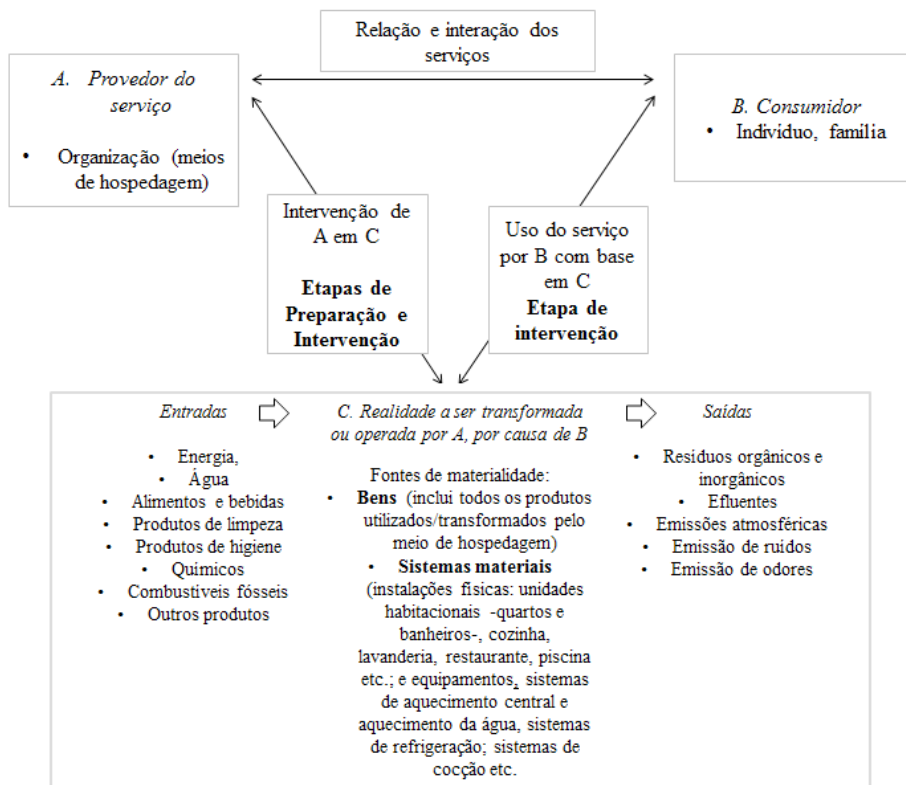 Relação e interação dos
serviços
A. Provedor do
serviço
• Organização (meios
de hospedagem)
B. Consumidor
• Indivíduo, família
Intervenção de
A em C
Etapas de
Preparação e
Intervenção
Uso do serviço
por B com base
em C
Etapa de
intervenção
Entradas
• Energia,
• Água
• Alimentos e bebidas
• Produtos de limpeza
• Produtos de higiene
• Químicos
• Combustíveis fósseis
• Outros produtos
C. Realidade a ser transformada
ou operada por A, por causa de B
Fontes de materialidade:
• Bens (inclui todos os produtos
utilizados/transformados pelo
meio de hospedagem)
• Sistemas materiais
(instalações físicas: unidades
habitacionais -quartos e
banheiros-, cozinha,
lavanderia, restaurante, piscina
etc.; e equipamentos, sistemas
de aquecimento central e
aquecimento da água, sistemas
de refrigeração; sistemas de
cocção etc.
Saídas
• Resíduos orgânicos e
inorgânicos
• Efluentes
• Emissões atmosféricas
• Emissão de ruídos
• Emissão de odores